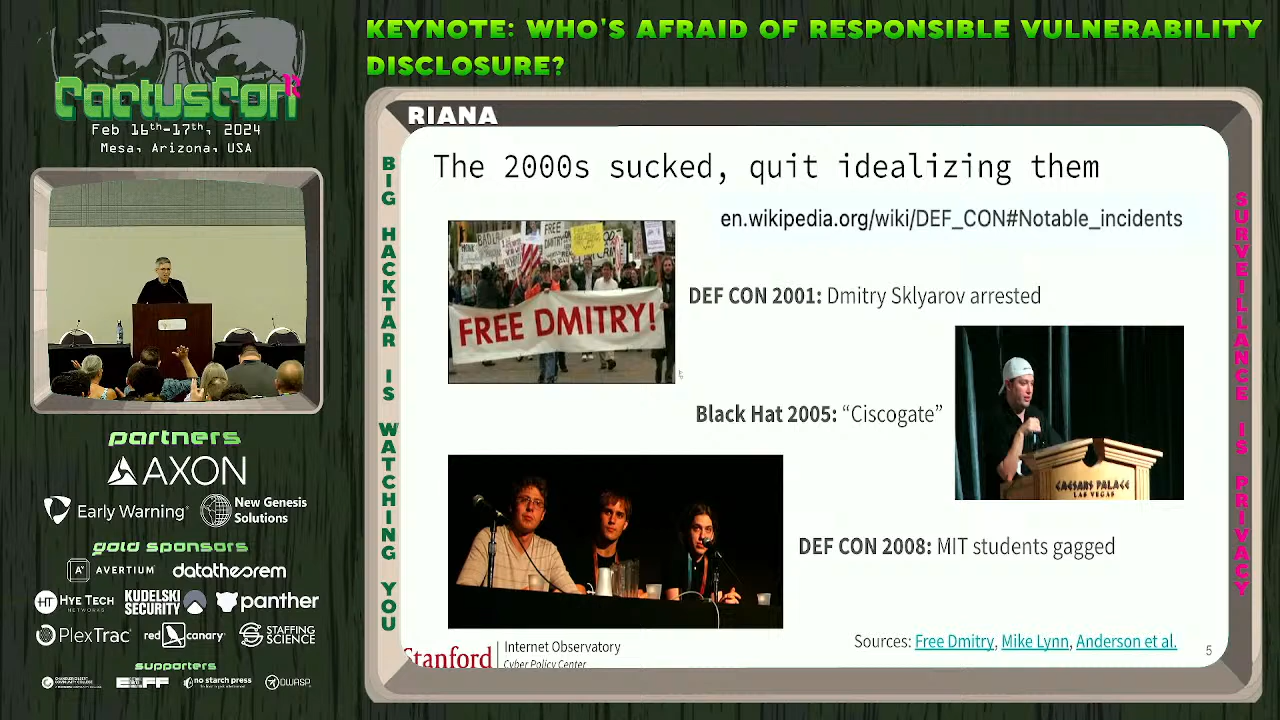 KEYNOTE: WHO'S AFRAID OF RESPONSIBLE VULNERABILITY
DISCLOSURE?
CactusCon
Feb 16th-17th, 2024
Mesa, Arizona, USA
RIANA
The 2000s sucked, quit idealizing them
en.wikipedia.org/wiki/DEF_CON#Notable_incidents
FREE DMITRY!
DEF CON 2001: Dmitry Sklyarov arrested
Black Hat 2005: “Ciscogate”
CAESARS PALACE
LAS VEGAS
DEF CON 2008: MIT students gagged
Sources: Free Dmitry, Mike Lynn, Anderson et al.
5
Stanford
Internet Observatory
Cyber Policy Center
BIG HACKTAR IS WATCHING YOU
SURVEILLANCE IS PRIVACY
partners
AXON
Early Warning
New Genesis
Solutions
gold sponsors
AVERTIUM
datatheorem
HYE TECH
NETWORKS
KUDELSKI
SECURITY
panther
PlexTrac
red canary
STAFFING
SCIENCE
supporters
EFF
no starch press
OWASP